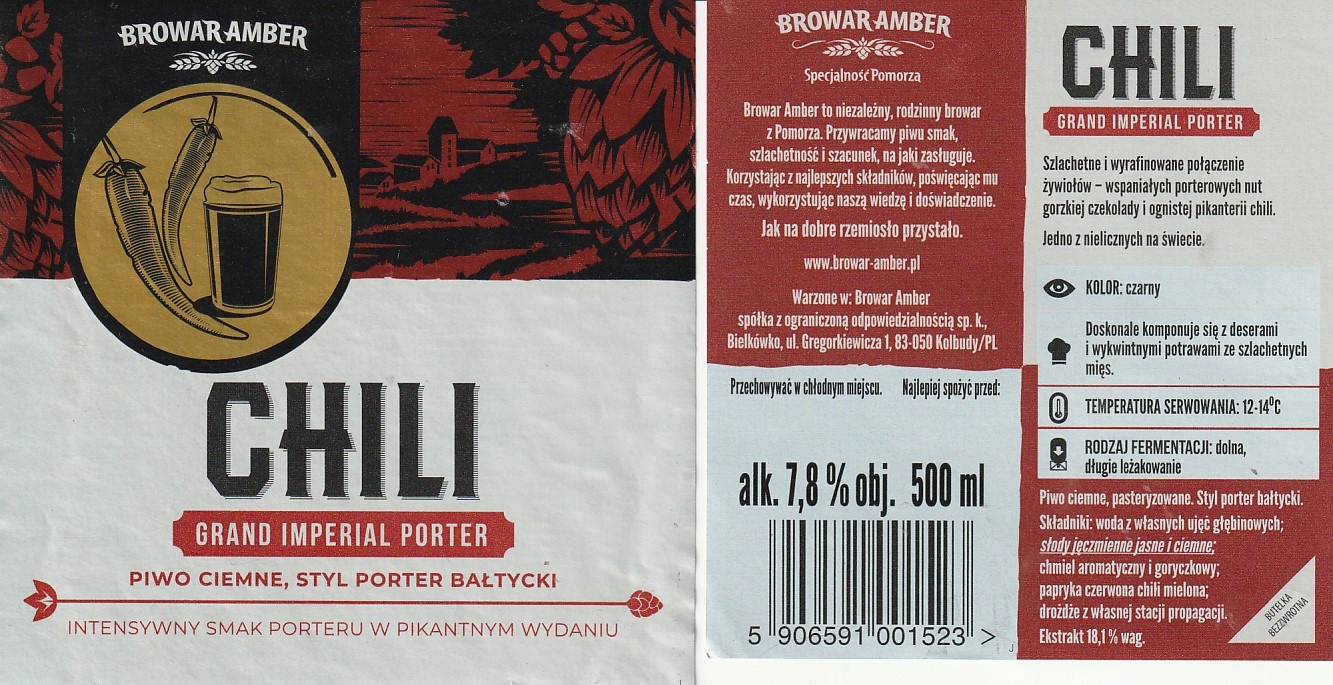 BROWAR AMBER
CHILI
GRAND IMPERIAL PORTER
PIWO CIEMNE, STYL PORTER BAŁTYCKI
INTENSYWNY SMAK PORTERU W PIKANTNYM WYDANIU
BROWAR AMBER
Specjalność Pomorza
Browar Amber to niezależny, rodzinny browar
z Pomorza. Przywracamy piwu smak,
szlachetność i szacunek, na jaki zasługuje.
Korzystając z najlepszych składników, poświęcając mu
czas, wykorzystując naszą wiedzę i doświadczenie.
Jak na dobre rzemiosło przystało.
www.browar-amber.pl
Warzone w: Browar Amber
spółka z ograniczoną odpowiedzialnością sp. k.,
Bielkówko, ul. Gregorkiewicza 1, 83-050 Kolbudy/PL
Przechowywać w chłodnym miejscu. Najlepiej spożyć przed:
alk. 7,8 % obj. 500 ml
5 906591 001523 >
J
CHILI
GRAND IMPERIAL PORTER
Szlachetne i wyrafinowane połączenie
żywiołów – wspaniałych porterowych nut
gorzkiej czekolady i ognistej pikanterii chili.
Jedno z nielicznych na świecie.
KOLOR: czarny
Doskonale komponuje się z deserami
i wykwintnymi potrawami ze szlachetnych
mięs.
TEMPERATURA SERWOWANIA: 12-14⁰C
RODZAJ FERMENTACJI: dolna,
długie leżakowanie
Piwo ciemne, pasteryzowane. Styl porter bałtycki.
Składniki: woda z własnych ujęć głębinowych;
słody jęczmienne jasne i ciemne;
chmiel aromatyczny i goryczkowy;
papryka czerwona chili mielona;
drożdże z własnej stacji propagacji.
Ekstrakt 18,1 % wag.
BUTELKA
BEZZWROTNA